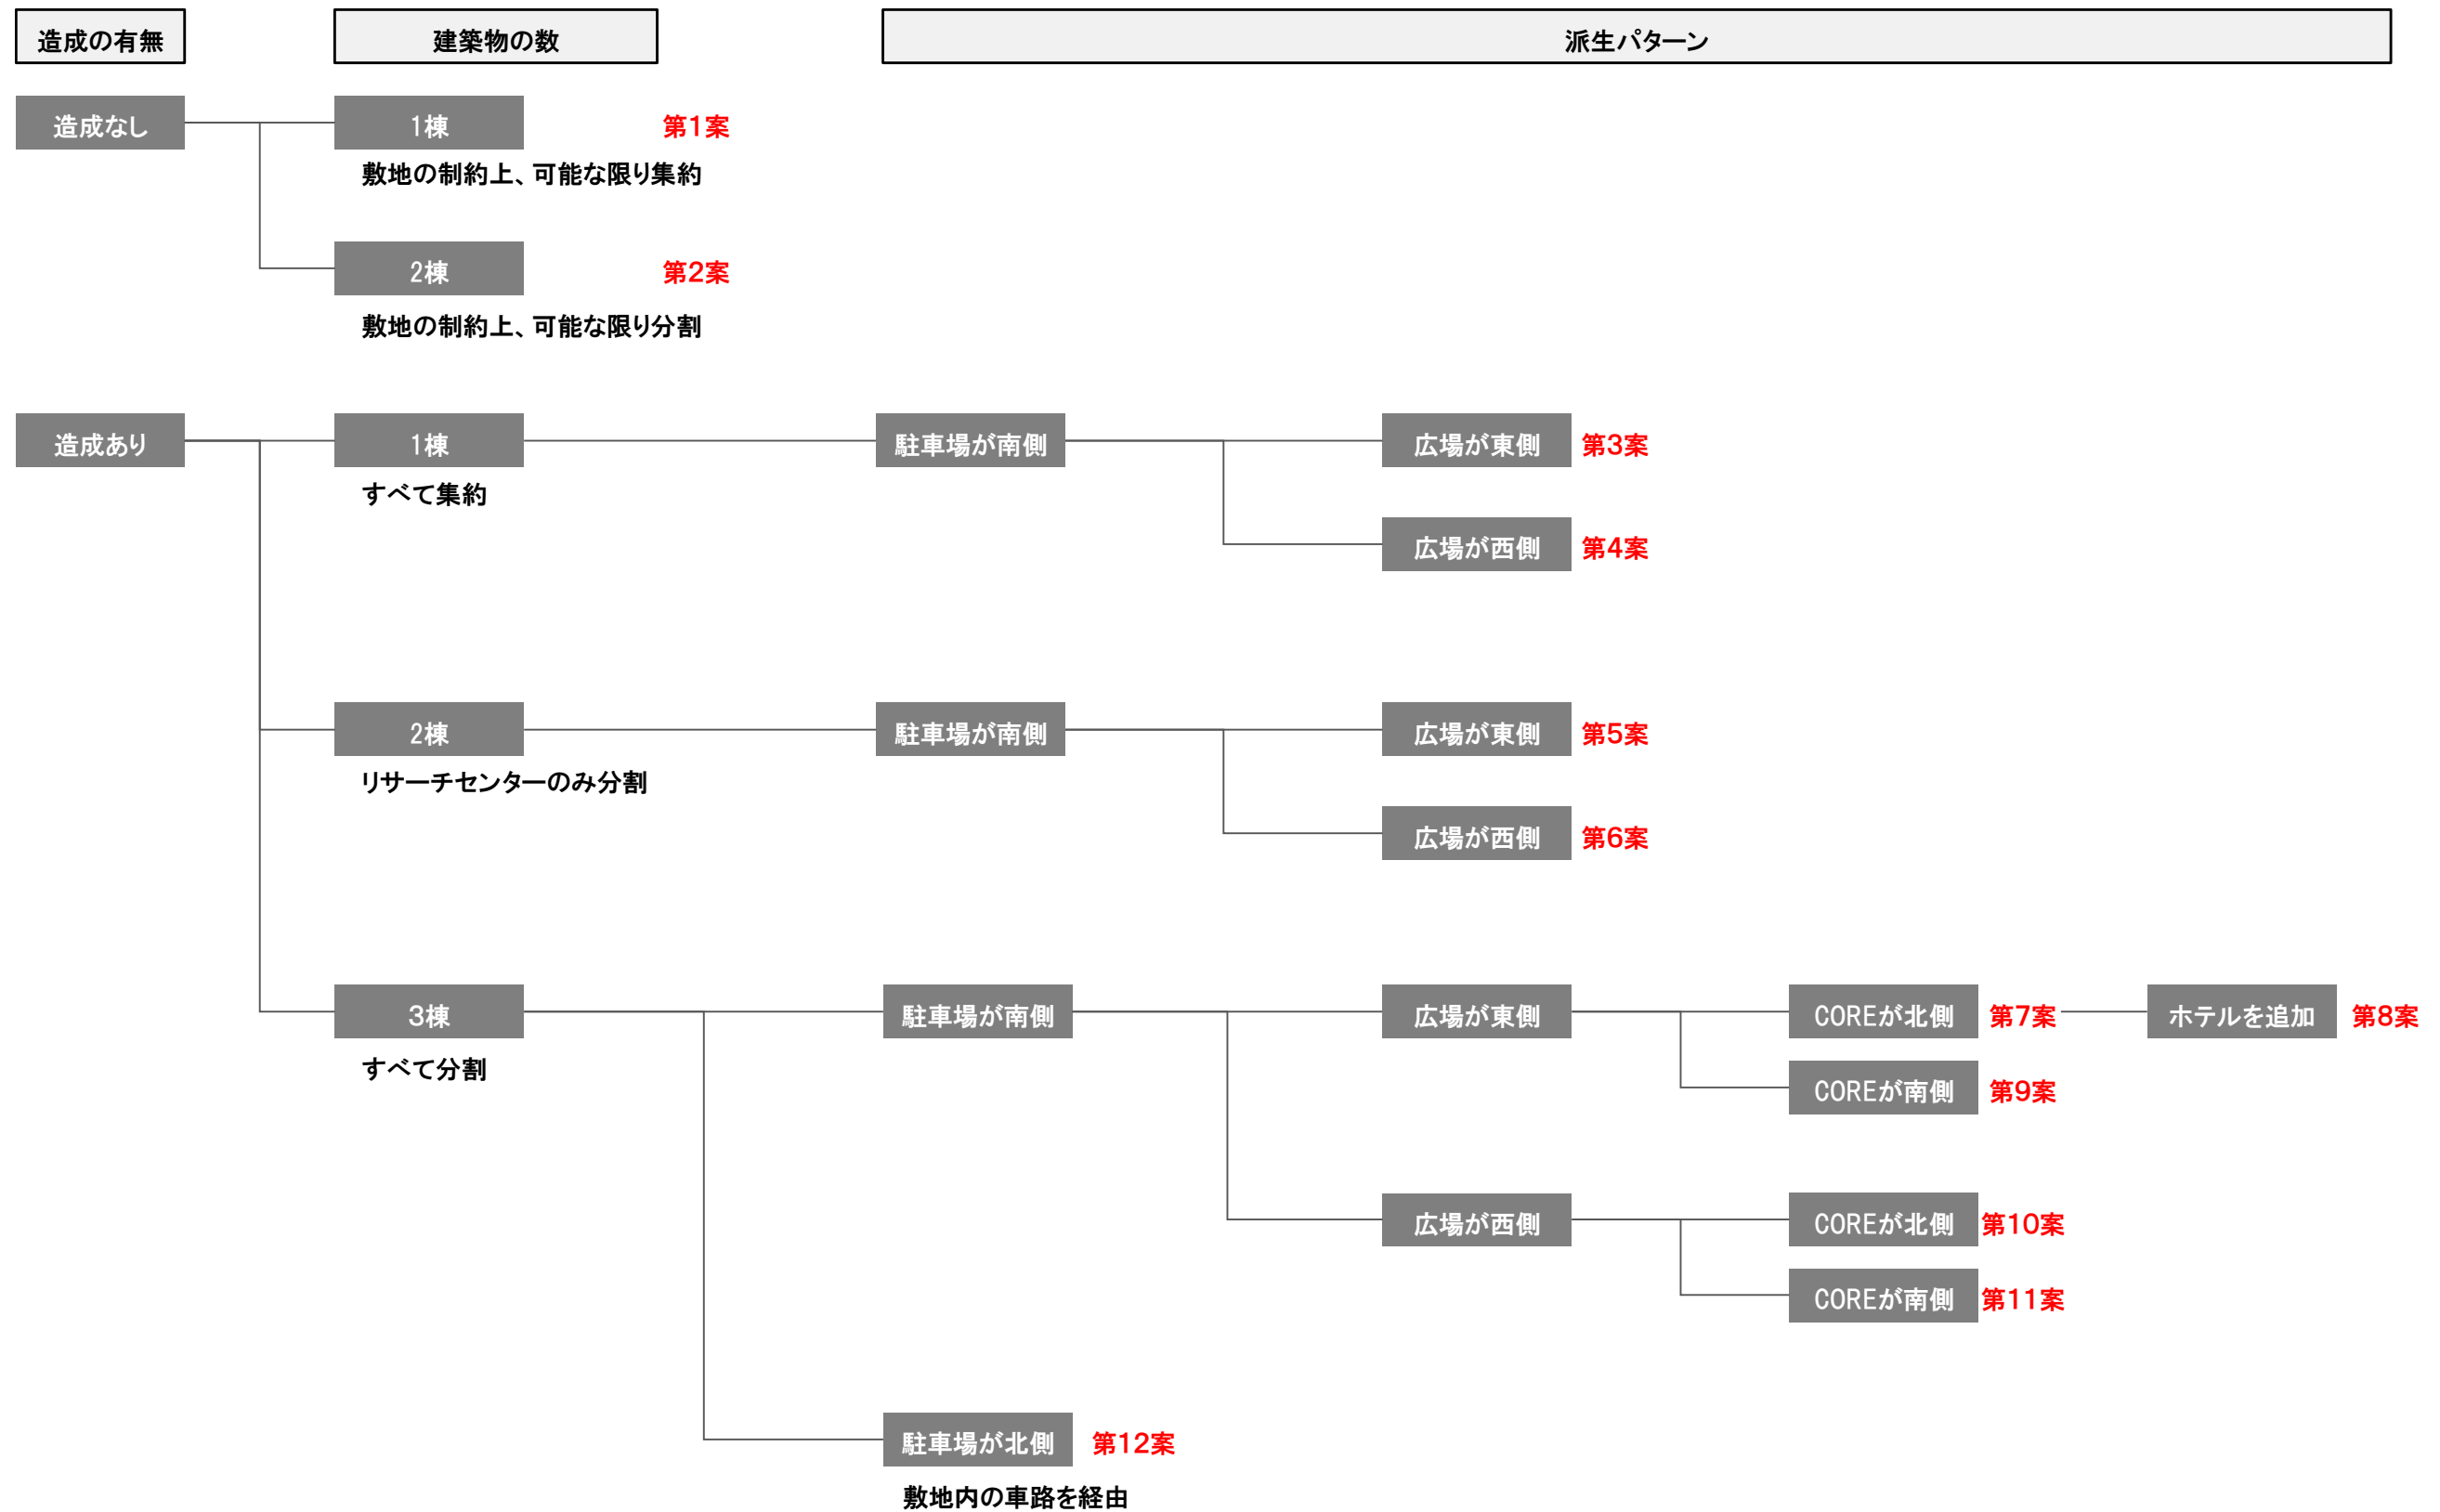 造成の有無
建築物の数
派生パターン
造成なし
1棟
第1案
敷地の制約上、可能な限り集約
2棟
第2案
敷地の制約上、可能な限り分割
造成あり
1棟
駐車場が南側
広場が東側
第3案
すべて集約
広場が西側
第4案
2棟
駐車場が南側
広場が東側
第5案
リサーチセンターのみ分割
広場が西側
第6案
3棟
駐車場が南側
広場が東側
COREが北側
第7案
ホテルを追加
第8案
すべて分割
COREが南側
第9案
広場が西側
COREが北側
第10案
COREが南側
第11案
駐車場が北側
第12案
敷地内の車路を経由